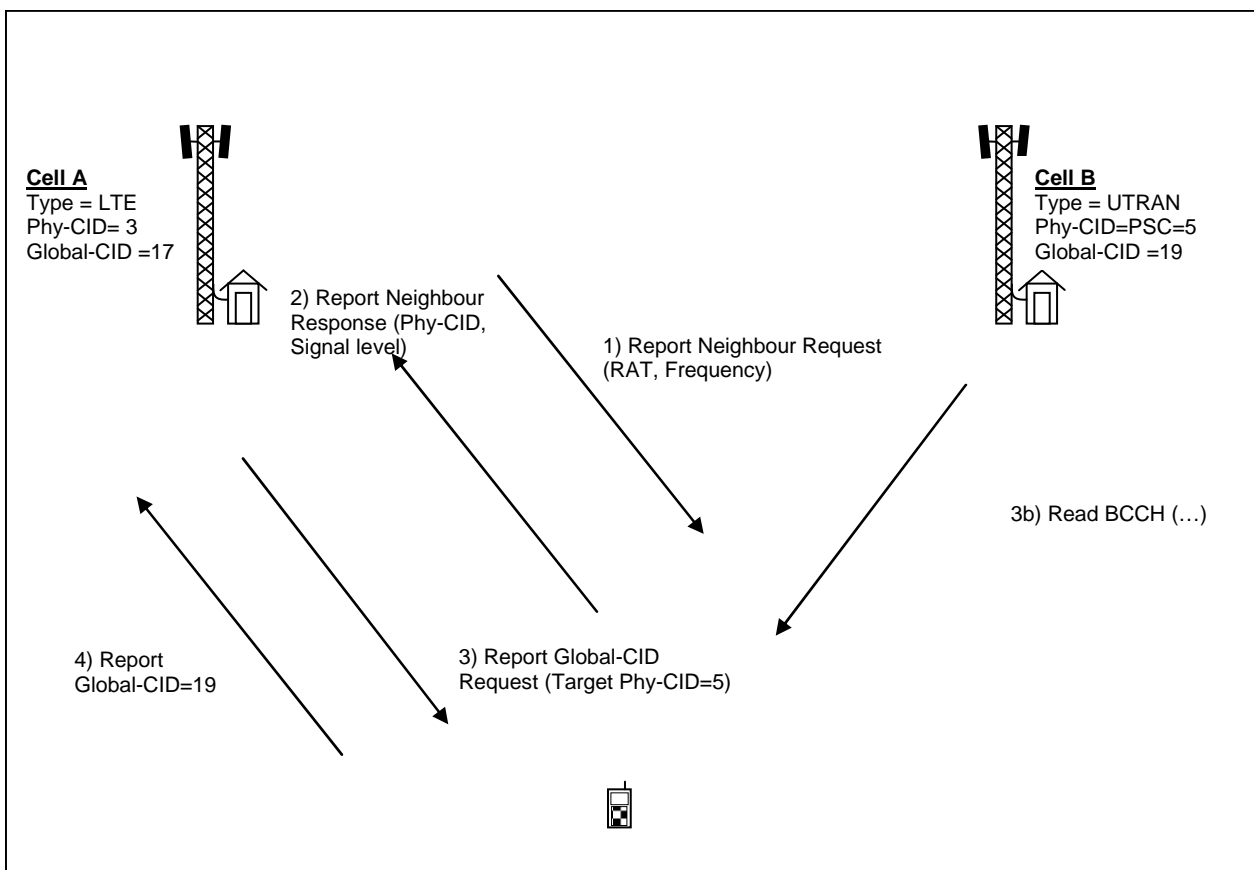 Cell A
Type = LTE
Phy-CID= 3
Global-CID =17
Cell B
Type = UTRAN
Phy-CID=PSC=5
Global-CID =19
2) Report Neighbour
Response (Phy-CID,
Signal level)
1) Report Neighbour Request
(RAT, Frequency)
3b) Read BCCH (…)
4) Report
Global-CID=19
3) Report Global-CID
Request (Target Phy-CID=5)